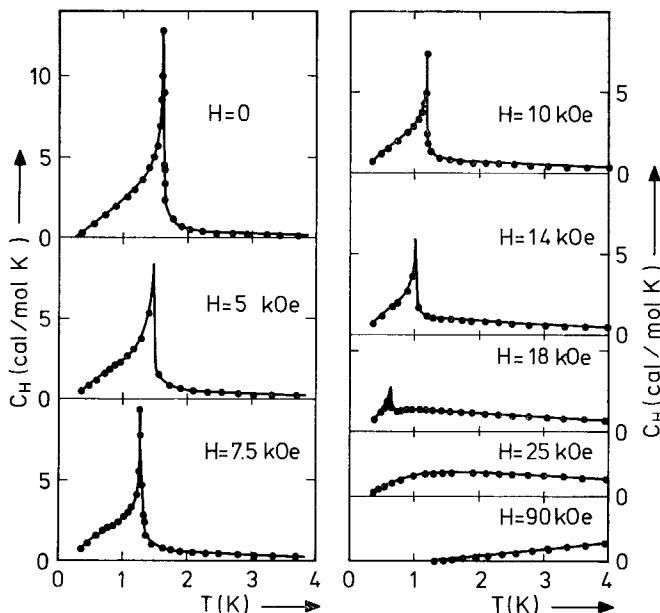 C_H (cal/mol K)
10
5
0
H=0
5
0
H=5 kOe
5
0
H=7.5 kOe
0 1 2 3 4
T(K)
5
0
H=10 kOe
5
0
H=14 kOe
0
H=18 kOe
0
H=25 kOe
0
H=90 kOe
0 1 2 3 4
T(K)
C_H (cal/mol K)